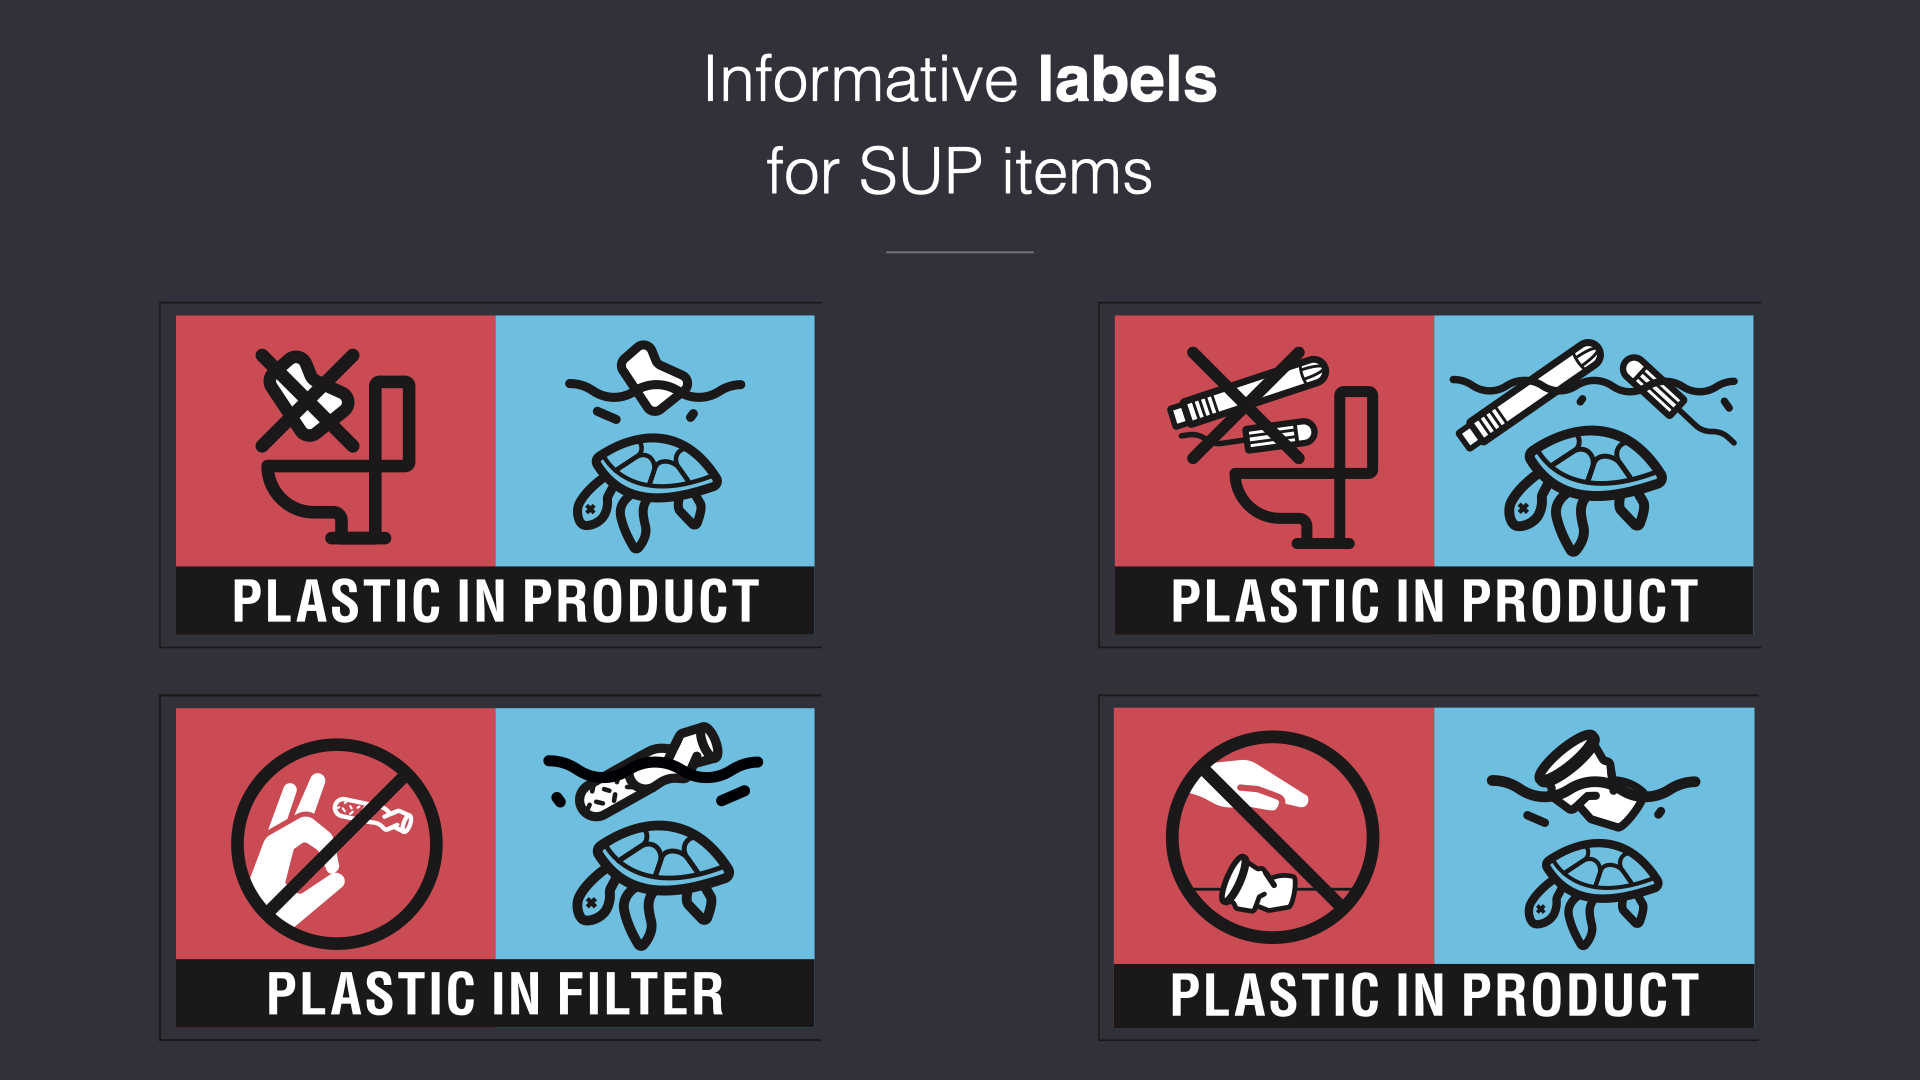 Informative labels
for SUP items
PLASTIC IN PRODUCT
PLASTIC IN PRODUCT
PLASTIC IN FILTER
PLASTIC IN PRODUCT